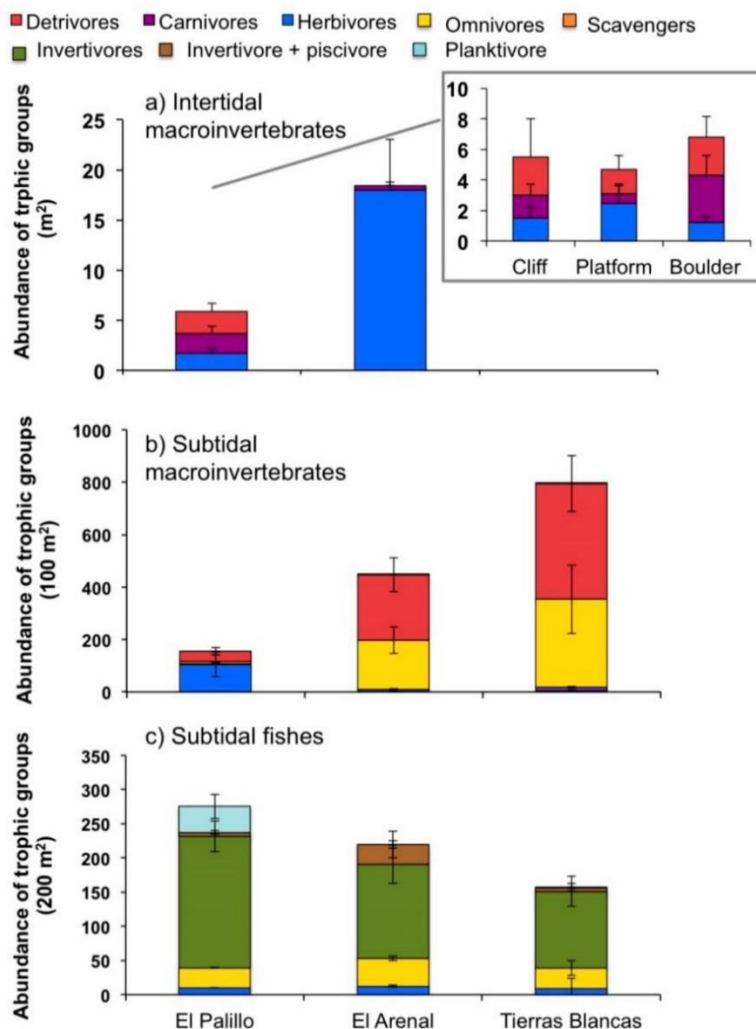 Detrivores Carnivores Herbivores Omnivores Scavengers
Invertivores Invertivore + piscivore Planktivore
a) Intertidal
macroinvertebrates
Abundance of trphic groups
(m²)
25
20
15
10
5
0
10
8
6
4
2
0
Cliff Platform Boulder
b) Subtidal
macroinvertebrates
Abundance of trophic groups
(100 m²)
1000
800
600
400
200
0
c) Subtidal fishes
Abundance of trophic groups
(200 m²)
350
300
250
200
150
100
50
0
El Palillo El Arenal Tierras Blancas